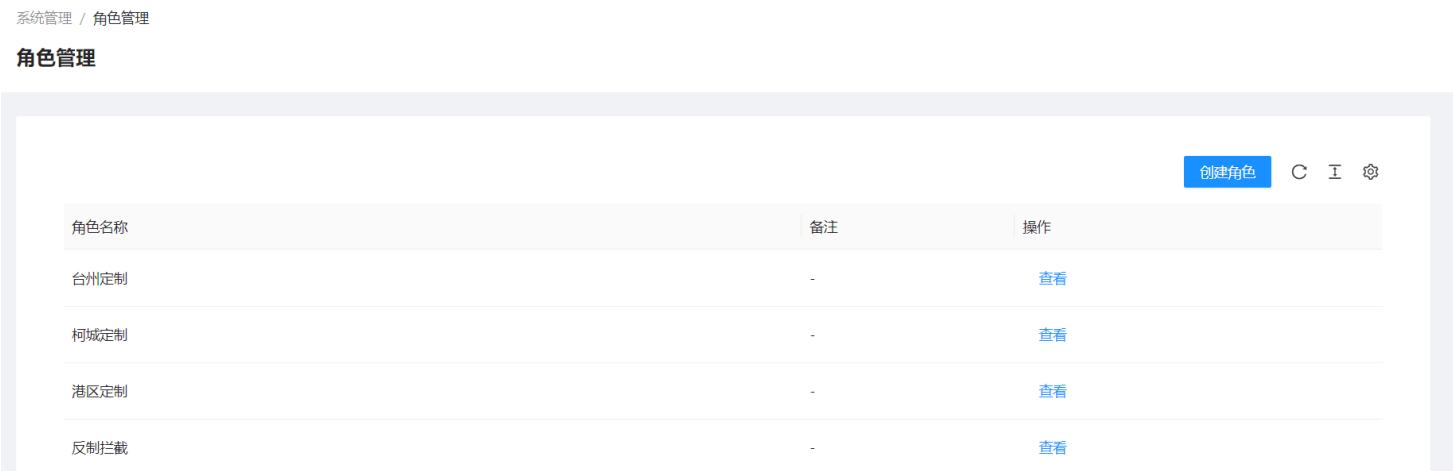 系统管理 / 角色管理
角色管理
创建角色
角色名称 备注 操作
台州定制 - 查看
柯城定制 - 查看
港区定制 - 查看
反制拦截 - 查看